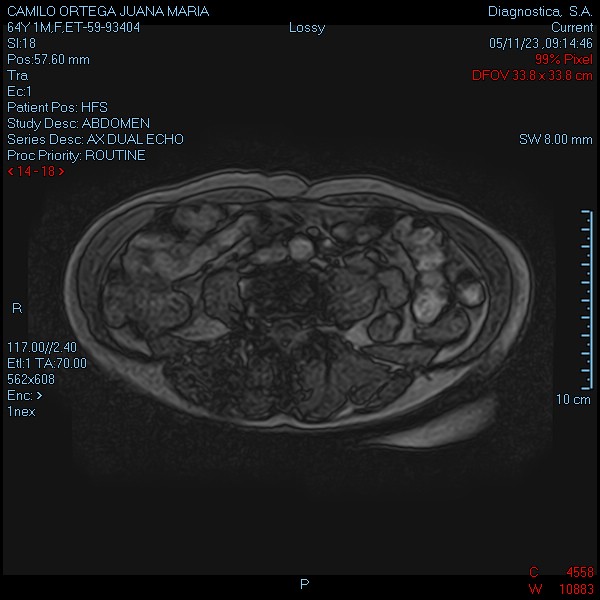 CAMILO ORTEGA JUANA MARIA
64Y 1M,F,ET-59-93404
Sl:18
Pos:57.60 mm
Tra
Ec:1
Patient Pos: HFS
Study Desc: ABDOMEN
Series Desc: AX DUAL ECHO
Proc Priority: ROUTINE
< 14 - 18 >
Lossy
Diagnostica, S.A.
Current
05/11/23 ,09:14:46
99% Pixel
DFOV 33.8 x 33.8 cm
SW 8.00 mm
R
117.00//2.40
Etl:1 TA:70.00
562x608
Enc: >
1nex
10 cm
P
C 4558
W 10883